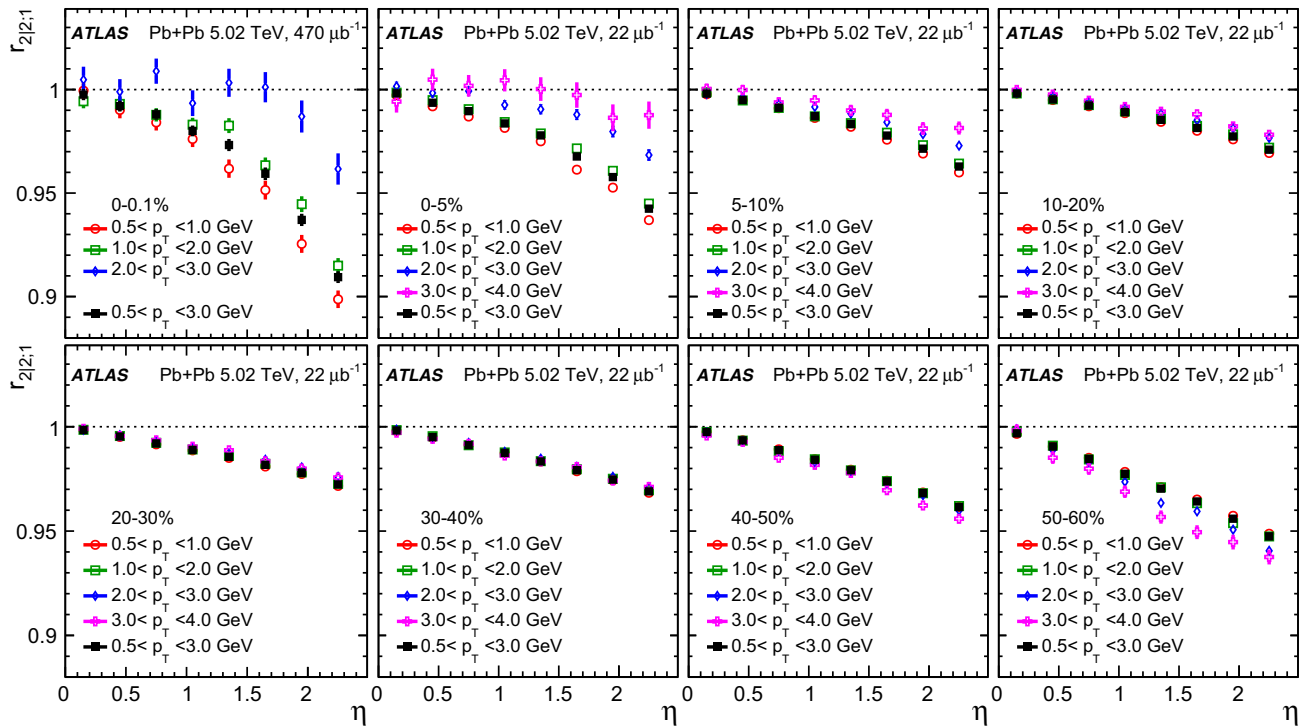 r2|2;1
ATLAS Pb+Pb 5.02 TeV, 470 μb-1
ATLAS Pb+Pb 5.02 TeV, 22 μb-1
ATLAS Pb+Pb 5.02 TeV, 22 μb-1
ATLAS Pb+Pb 5.02 TeV, 22 μb-1
1
0.95
0.9
0-0.1%
0.5< pT <1.0 GeV
1.0< pT <2.0 GeV
2.0< pT <3.0 GeV
0.5< pT <3.0 GeV
0-5%
0.5< pT <1.0 GeV
1.0< pT <2.0 GeV
2.0< pT <3.0 GeV
3.0< pT <4.0 GeV
0.5< pT <3.0 GeV
5-10%
0.5< pT <1.0 GeV
1.0< pT <2.0 GeV
2.0< pT <3.0 GeV
3.0< pT <4.0 GeV
0.5< pT <3.0 GeV
10-20%
0.5< pT <1.0 GeV
1.0< pT <2.0 GeV
2.0< pT <3.0 GeV
3.0< pT <4.0 GeV
0.5< pT <3.0 GeV
r2|2;1
ATLAS Pb+Pb 5.02 TeV, 22 μb-1
ATLAS Pb+Pb 5.02 TeV, 22 μb-1
ATLAS Pb+Pb 5.02 TeV, 22 μb-1
ATLAS Pb+Pb 5.02 TeV, 22 μb-1
1
0.95
0.9
20-30%
0.5< pT <1.0 GeV
1.0< pT <2.0 GeV
2.0< pT <3.0 GeV
3.0< pT <4.0 GeV
0.5< pT <3.0 GeV
30-40%
0.5< pT <1.0 GeV
1.0< pT <2.0 GeV
2.0< pT <3.0 GeV
3.0< pT <4.0 GeV
0.5< pT <3.0 GeV
40-50%
0.5< pT <1.0 GeV
1.0< pT <2.0 GeV
2.0< pT <3.0 GeV
3.0< pT <4.0 GeV
0.5< pT <3.0 GeV
50-60%
0.5< pT <1.0 GeV
1.0< pT <2.0 GeV
2.0< pT <3.0 GeV
3.0< pT <4.0 GeV
0.5< pT <3.0 GeV
0 0.5 1 1.5 2
0 0.5 1 1.5 2
0 0.5 1 1.5 2
0 0.5 1 1.5 2
η η η η